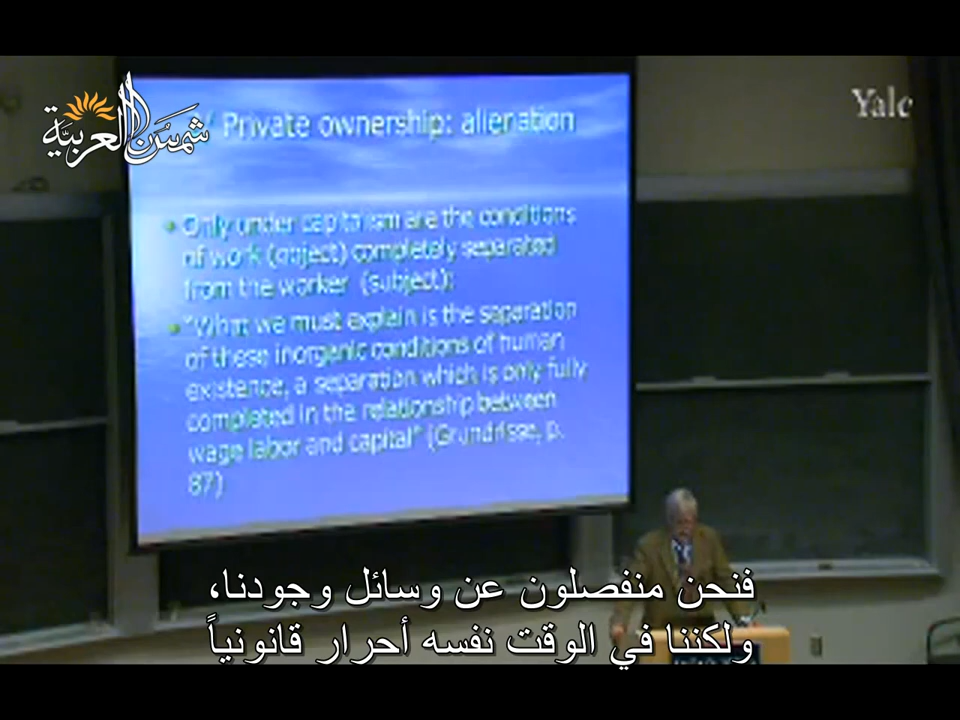 شمسُ العربيّة
Yale
Private ownership: alienation
• Only under capitalism are the conditions
of work (object) completely separated
from the worker (subject);
• "What we must explain is the separation
of these inorganic conditions of human
existence, a separation which is only fully
completed in the relationship between
wage labor and capital" (Grundrisse, p.
87)
فنحن منفصلون عن وسائل وجودنا،
ولكننا في الوقت نفسه أحرار قانونياً